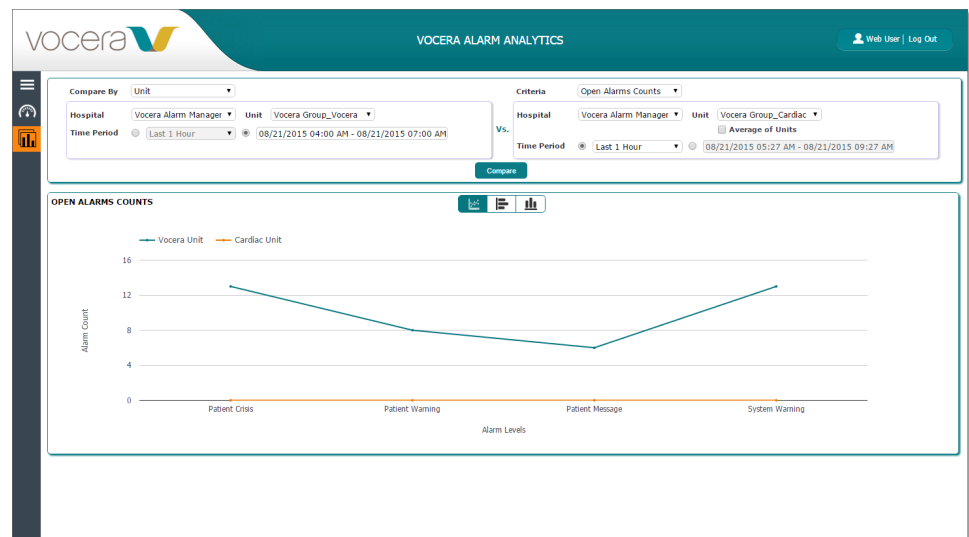 vocera
VOCERA ALARM ANALYTICS
Web User | Log Out
Compare By Unit
Criteria Open Alarms Counts
Hospital Vocera Alarm Manager Unit Vocera Group_Vocera
Time Period Last 1 Hour 08/21/2015 04:00 AM - 08/21/2015 07:00 AM
Vs.
Hospital Vocera Alarm Manager Unit Vocera Group_Cardiac
Average of Units
Time Period Last 1 Hour 08/21/2015 05:27 AM - 08/21/2015 09:27 AM
Compare
OPEN ALARMS COUNTS
Vocera Unit Cardiac Unit
16
12
8
4
0
Alarm Count
Patient Crisis Patient Warning Patient Message System Warning
Alarm Levels